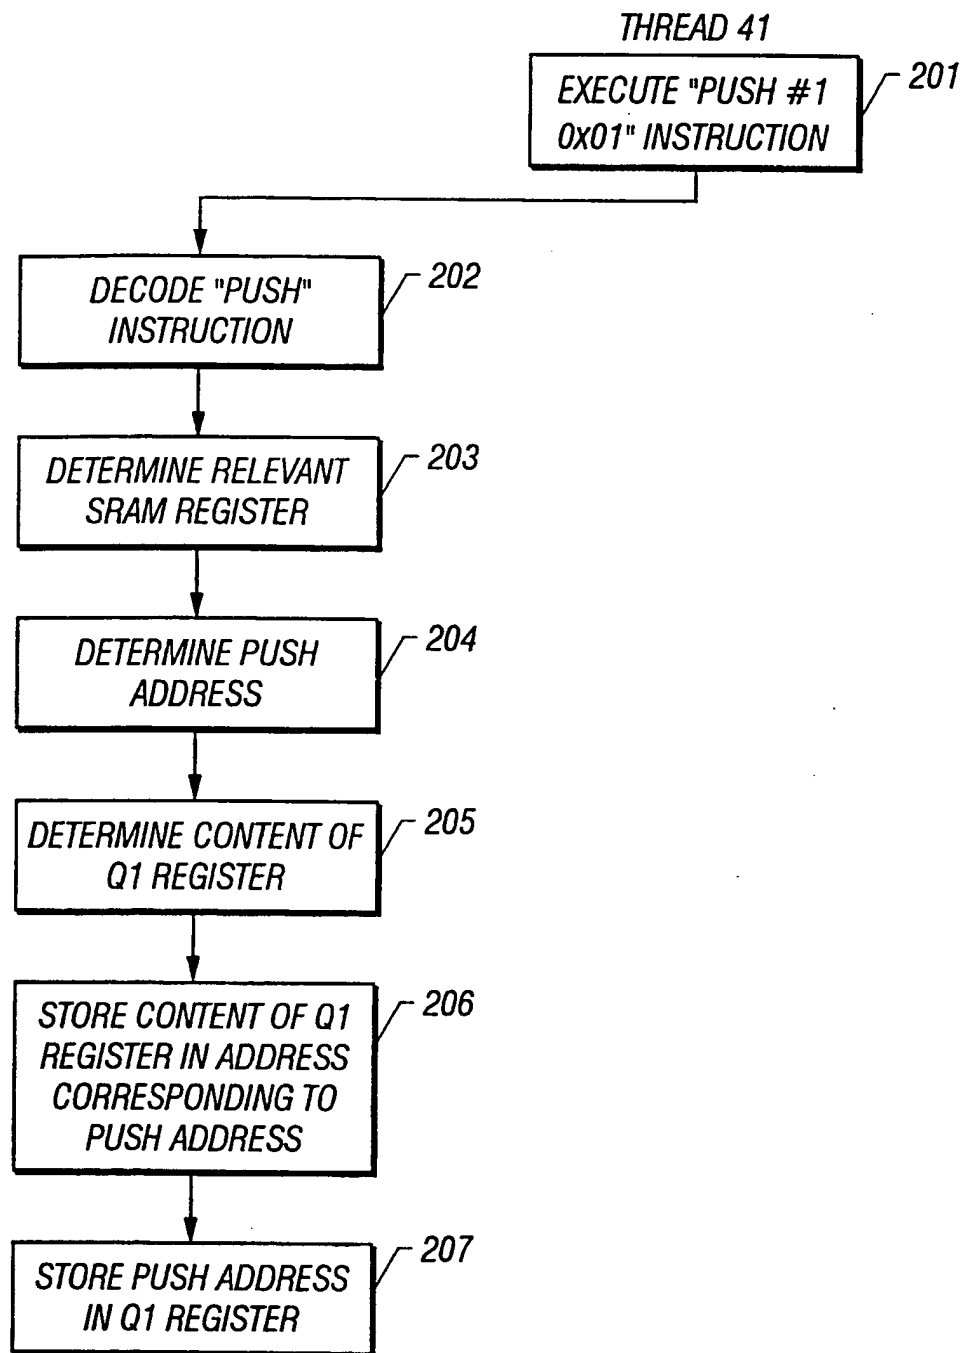 THREAD 41
EXECUTE "PUSH #1
0x01" INSTRUCTION
201
DECODE "PUSH"
INSTRUCTION
202
DETERMINE RELEVANT
SRAM REGISTER
203
DETERMINE PUSH
ADDRESS
204
DETERMINE CONTENT OF
Q1 REGISTER
205
STORE CONTENT OF Q1
REGISTER IN ADDRESS
CORRESPONDING TO
PUSH ADDRESS
206
STORE PUSH ADDRESS
IN Q1 REGISTER
207